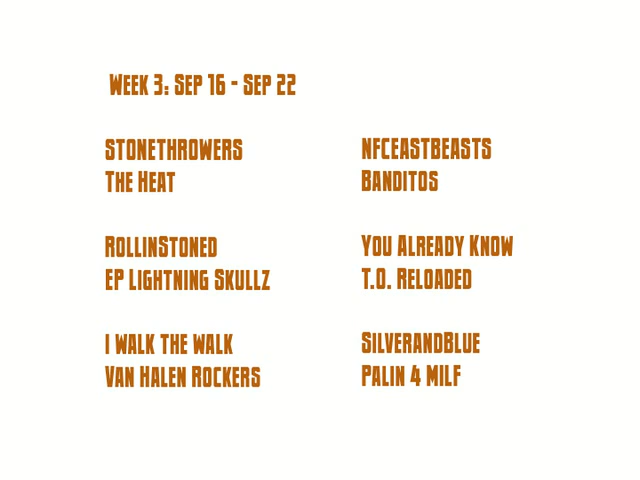 Week 3: Sep 16 - Sep 22
STONETHROWERS
The Heat
NFCEASTBEASTS
Banditos
RollinStoned
EP Lightning Skullz
You Already Know
T.O. Reloaded
I WALK THE WALK
Van Halen Rockers
SilverandBlue
Palin 4 MILF